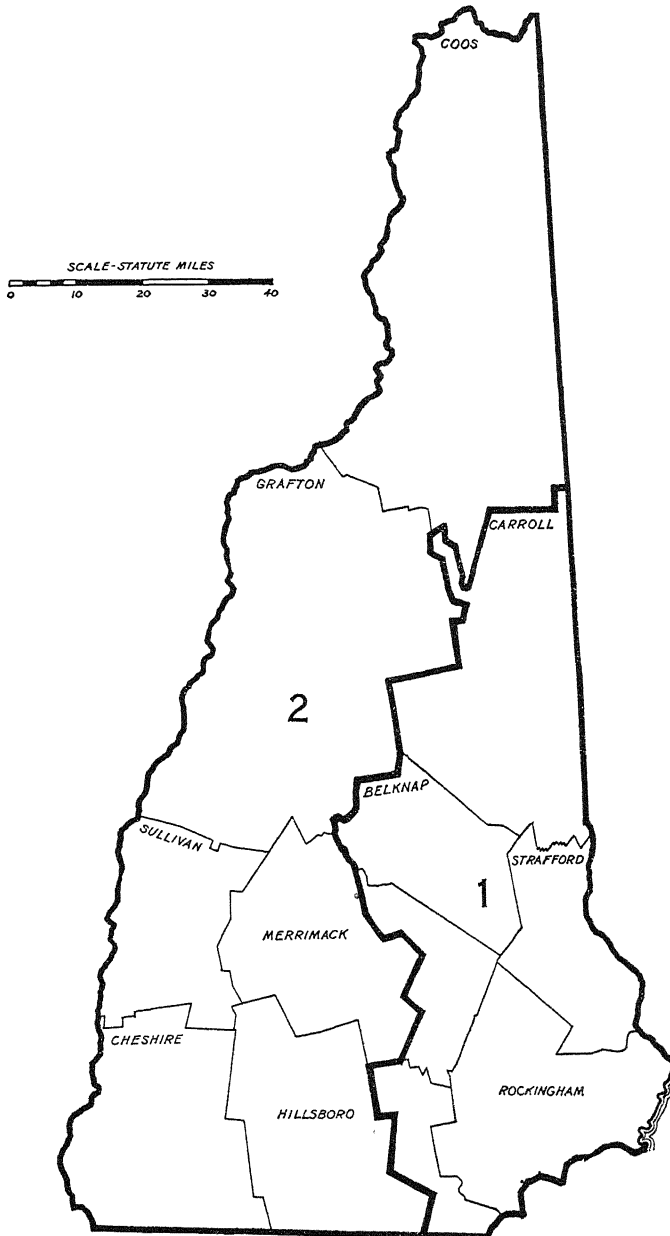 COOS
SCALE-STATUTE MILES
0 10 20 30 40
GRAFTON
CARROLL
2
BELKNAP
SULLIVAN
STRAFFORD
1
MERRIMACK
CHESHIRE
ROCKINGHAM
HILLSBORO